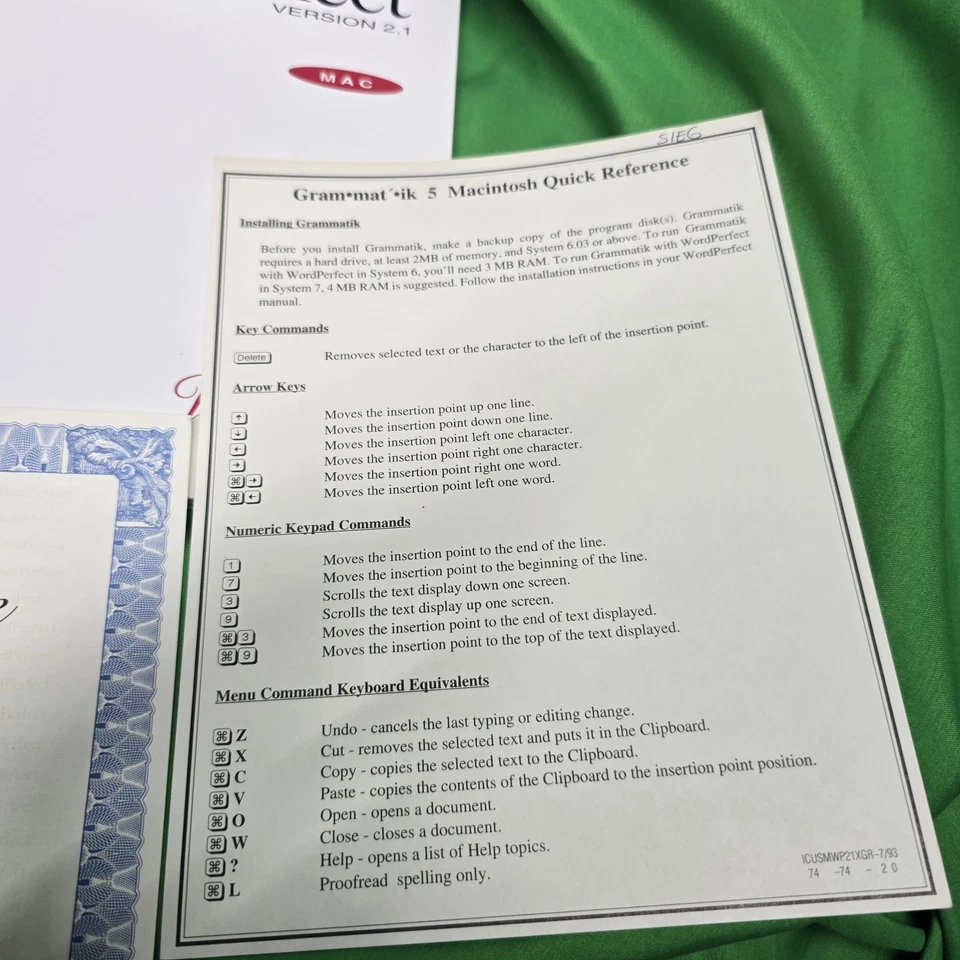 VERSION 2.1
MAC
SIEG
Gram•mat´•ik 5 Macintosh Quick Reference
Installing Grammatik
Before you install Grammatik, make a backup copy of the program disk(s). Grammatik
requires a hard drive, at least 2MB of memory, and System 6.03 or above. To run Grammatik
with WordPerfect in System 6, you'll need 3 MB RAM. To run Grammatik with WordPerfect
in System 7, 4 MB RAM is suggested. Follow the installation instructions in your WordPerfect
manual.
Key Commands
Delete Removes selected text or the character to the left of the insertion point.
Arrow Keys
↑ Moves the insertion point up one line.
↓ Moves the insertion point down one line.
← Moves the insertion point left one character.
→ Moves the insertion point right one character.
⌘ → Moves the insertion point right one word.
⌘ ← Moves the insertion point left one word.
Numeric Keypad Commands
1 Moves the insertion point to the end of the line.
7 Moves the insertion point to the beginning of the line.
3 Scrolls the text display down one screen.
9 Scrolls the text display up one screen.
⌘ 3 Moves the insertion point to the end of text displayed.
⌘ 9 Moves the insertion point to the top of the text displayed.
Menu Command Keyboard Equivalents
⌘ Z Undo - cancels the last typing or editing change.
⌘ X Cut - removes the selected text and puts it in the Clipboard.
⌘ C Copy - copies the selected text to the Clipboard.
⌘ V Paste - copies the contents of the Clipboard to the insertion point position.
⌘ O Open - opens a document.
⌘ W Close - closes a document.
⌘ ? Help - opens a list of Help topics.
⌘ L Proofread spelling only.
ICUSMWP21XGR-7/93
74 -74 - 2 0